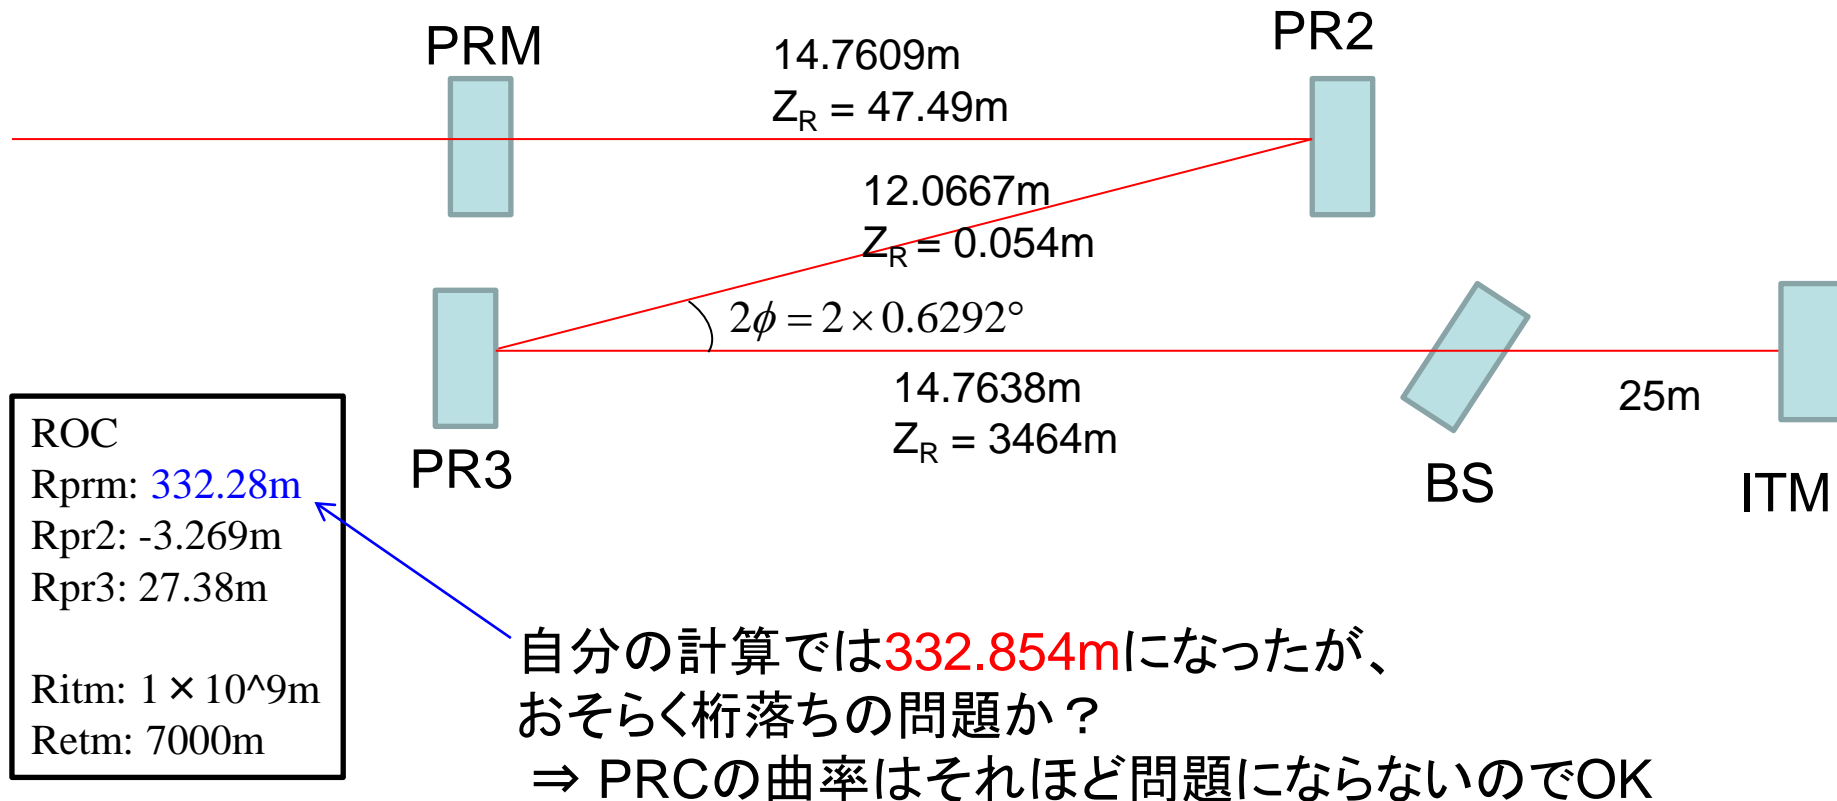 PRM
14.7609m
Z_R = 47.49m
PR2
12.0667m
Z_R = 0.054m
2ϕ = 2 × 0.6292°
14.7638m
Z_R = 3464m
25m
PR3
BS
ITM
ROC
Rprm: 332.28m
Rpr2: -3.269m
Rpr3: 27.38m
Ritm: 1 × 10^9m
Retm: 7000m
自分の計算では332.854mになったが、
おそらく桁落ちの問題か？
⇒ PRCの曲率はそれほど問題にならないのでOK